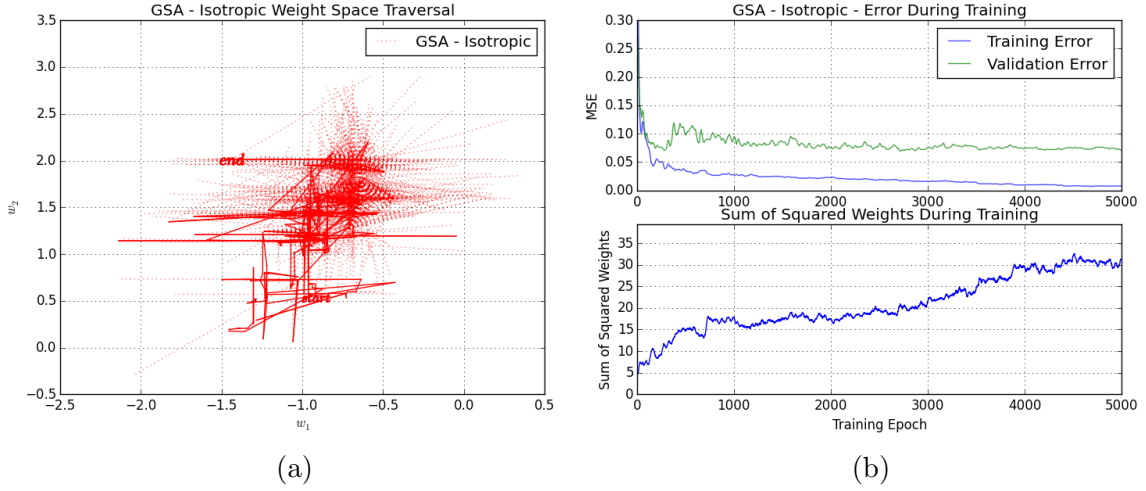 GSA - Isotropic Weight Space Traversal
GSA - Isotropic
3.5
3.0
2.5
2.0
1.5
1.0
0.5
0.0
−0.5
w₂
end
start
−2.5 −2.0 −1.5 −1.0 −0.5 0.0 0.5
w₁
(a)
GSA - Isotropic - Error During Training
Training Error
Validation Error
MSE
0.30
0.25
0.20
0.15
0.10
0.05
0.00
0 1000 2000 3000 4000 5000
Sum of Squared Weights During Training
Sum of Squared Weights
35
30
25
20
15
10
5
0
0 1000 2000 3000 4000 5000
Training Epoch
(b)